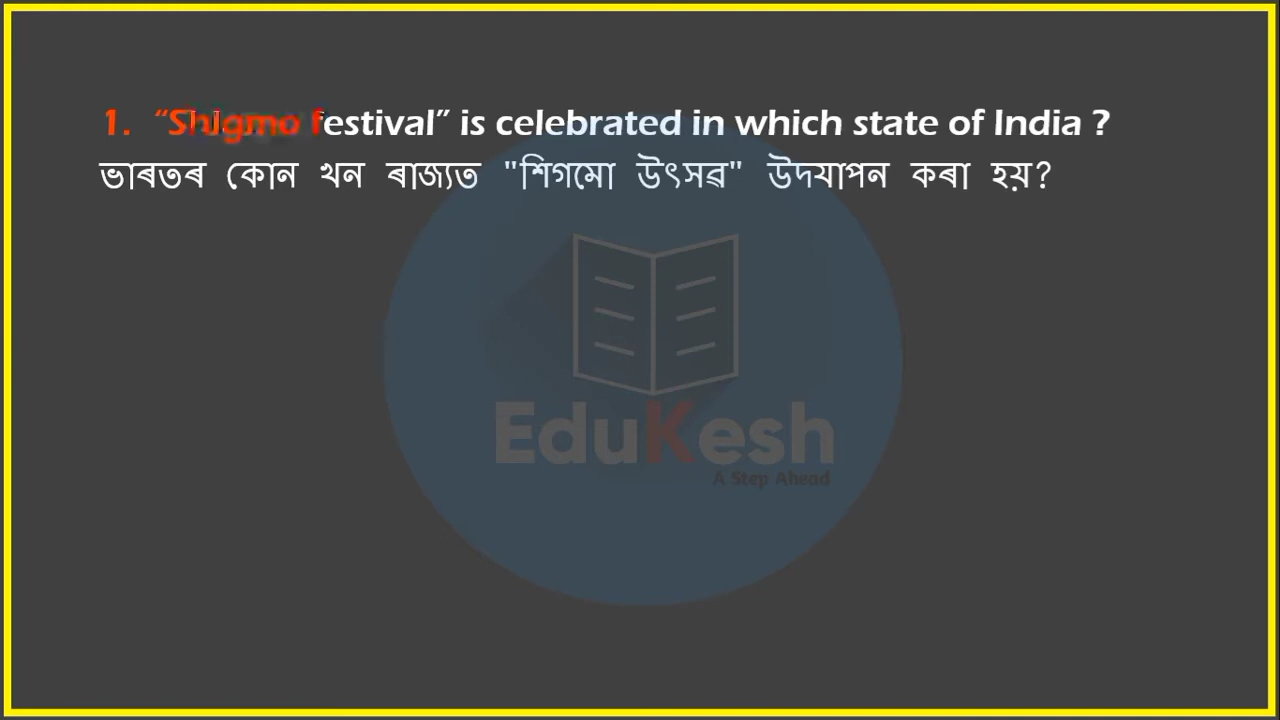 1. “Shigmo festival” is celebrated in which state of India ?
ভাৰতৰ কোন খন ৰাজ্যত "শিগমো উৎসৱ" উদযাপন কৰা হয়?
EduKesh
A Step Ahead